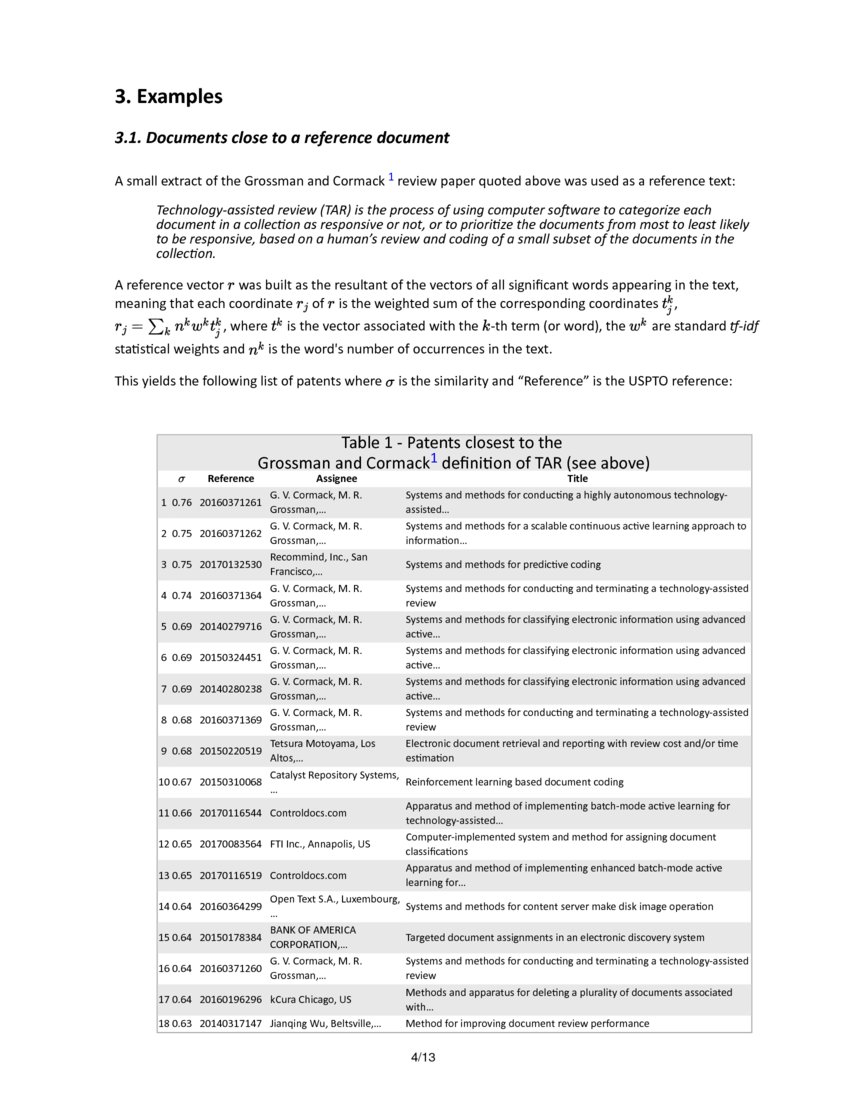 3. Examples
3.1. Documents close to a reference document
A small extract of the Grossman and Cormack 1 review paper quoted above was used as a reference text:
Technology-assisted review (TAR) is the process of using computer software to categorize each
document in a collection as responsive or not, or to prioritize the documents from most to least likely
to be responsive, based on a human's review and coding of a small subset of the documents in the
collection.
A reference vector r was built as the resultant of the vectors of all significant words appearing in the text,
meaning that each coordinate r_j of r is the weighted sum of the corresponding coordinates t_j^k,
r_j = ∑_k n^k w^k t_j^k, where t^k is the vector associated with the k-th term (or word), the w^k are standard tf-idf
statistical weights and n^k is the word's number of occurrences in the text.
This yields the following list of patents where σ is the similarity and “Reference” is the USPTO reference:
Table 1 - Patents closest to the
Grossman and Cormack1 definition of TAR (see above)
σ Reference Assignee Title
1 0.76 20160371261 G. V. Cormack, M. R. Grossman,... Systems and methods for conducting a highly autonomous technology-assisted...
2 0.75 20160371262 G. V. Cormack, M. R. Grossman,... Systems and methods for a scalable continuous active learning approach to information...
3 0.75 20170132530 Recommind, Inc., San Francisco,... Systems and methods for predictive coding
4 0.74 20160371364 G. V. Cormack, M. R. Grossman,... Systems and methods for conducting and terminating a technology-assisted review
5 0.69 20140279716 G. V. Cormack, M. R. Grossman,... Systems and methods for classifying electronic information using advanced active...
6 0.69 20150324451 G. V. Cormack, M. R. Grossman,... Systems and methods for classifying electronic information using advanced active...
7 0.69 20140280238 G. V. Cormack, M. R. Grossman,... Systems and methods for classifying electronic information using advanced active...
8 0.68 20160371369 G. V. Cormack, M. R. Grossman,... Systems and methods for conducting and terminating a technology-assisted review
9 0.68 20150220519 Tetsura Motoyama, Los Altos,... Electronic document retrieval and reporting with review cost and/or time estimation
10 0.67 20150310068 Catalyst Repository Systems, ... Reinforcement learning based document coding
11 0.66 20170116544 Controldocs.com Apparatus and method of implementing batch-mode active learning for technology-assisted...
12 0.65 20170083564 FTI Inc., Annapolis, US Computer-implemented system and method for assigning document classifications
13 0.65 20170116519 Controldocs.com Apparatus and method of implementing enhanced batch-mode active learning for...
14 0.64 20160364299 Open Text S.A., Luxembourg, ... Systems and methods for content server make disk image operation
15 0.64 20150178384 BANK OF AMERICA CORPORATION,... Targeted document assignments in an electronic discovery system
16 0.64 20160371260 G. V. Cormack, M. R. Grossman,... Systems and methods for conducting and terminating a technology-assisted review
17 0.64 20160196296 kCura Chicago, US Methods and apparatus for deleting a plurality of documents associated with...
18 0.63 20140317147 Jianqing Wu, Beltsville,... Method for improving document review performance
4/13